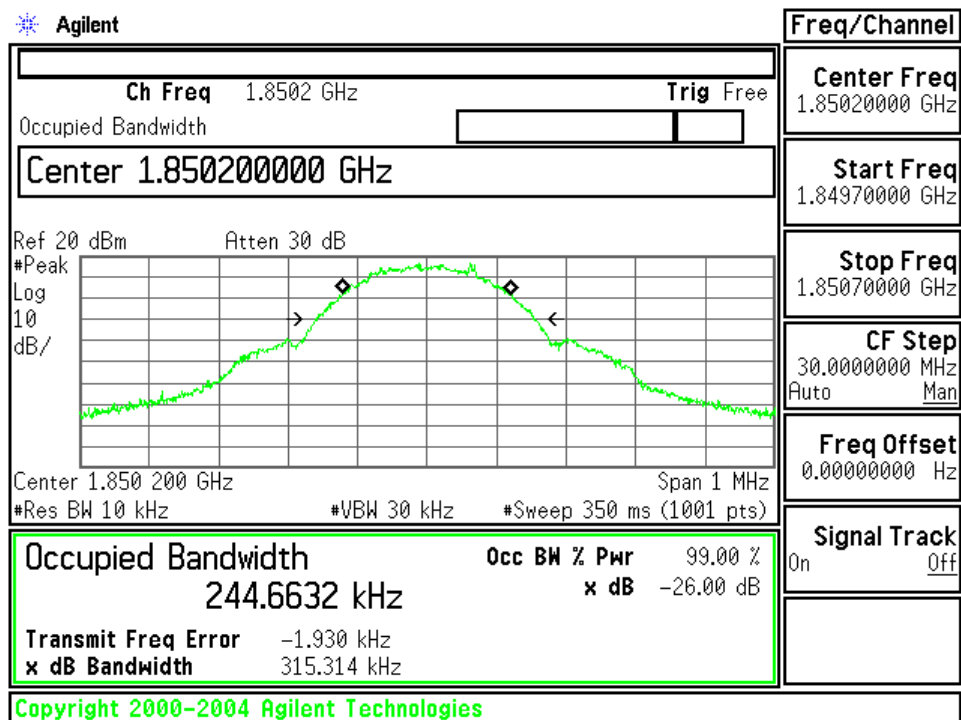 Agilent
Freq/Channel
Ch Freq 1.8502 GHz
Trig Free
Occupied Bandwidth
Center 1.850200000 GHz
Ref 20 dBm
Atten 30 dB
#Peak
Log
10
dB/
Center 1.850 200 GHz
Span 1 MHz
#Res BW 10 kHz
#VBW 30 kHz
#Sweep 350 ms (1001 pts)
Occupied Bandwidth
244.6632 kHz
Occ BW % Pwr 99.00 %
x dB -26.00 dB
Transmit Freq Error -1.930 kHz
x dB Bandwidth 315.314 kHz
Copyright 2000-2004 Agilent Technologies
Center Freq
1.85020000 GHz
Start Freq
1.84970000 GHz
Stop Freq
1.85070000 GHz
CF Step
30.0000000 MHz
Auto Man
Freq Offset
0.00000000 Hz
Signal Track
On Off